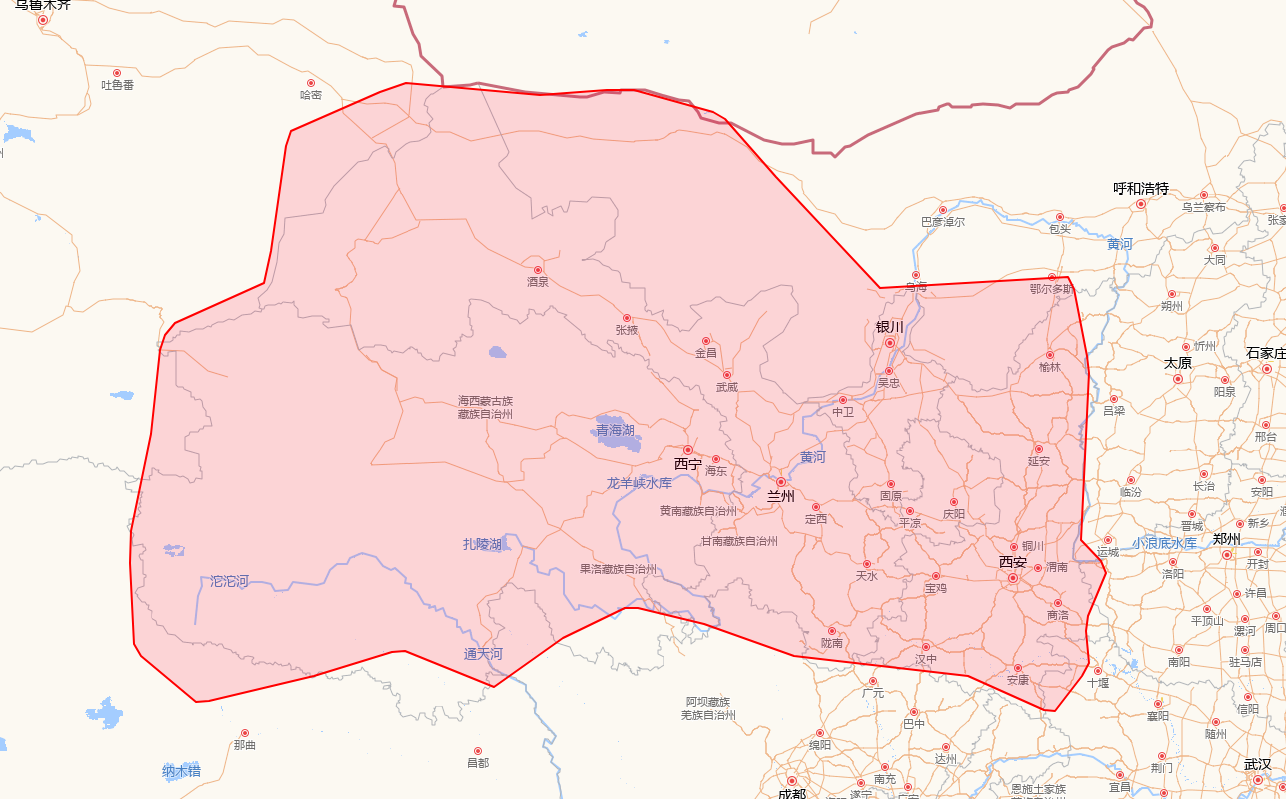 乌鲁木齐
吐鲁番
哈密
呼和浩特
乌兰察布
巴彦淖尔
包头
黄河
大同
乌海
鄂尔多斯
朔州
酒泉
张掖
银川
金昌
忻州
石家庄
太原
榆林
武威
吴忠
阳泉
海西蒙古族
藏族自治州
中卫
吕梁
青海湖
邢台
西宁
海东
黄河
延安
龙羊峡水库
兰州
临汾
长治
安阳
固原
黄南藏族自治州
定西
平凉
庆阳
晋城
新乡
扎陵湖
甘南藏族自治州
铜川
运城
小浪底水库
郑州
果洛藏族自治州
西安
渭南
洛阳
开封
沱沱河
天水
宝鸡
许昌
商洛
平顶山
漯河
周口
陇南
通天河
汉中
南阳
驻马店
安康
十堰
广元
阿坝藏族
羌族自治州
巴中
襄阳
信阳
随州
那曲
绵阳
昌都
达州
纳木错
南充
荆门
武汉
宜昌
恩施土家族
成都
遂宁
广安